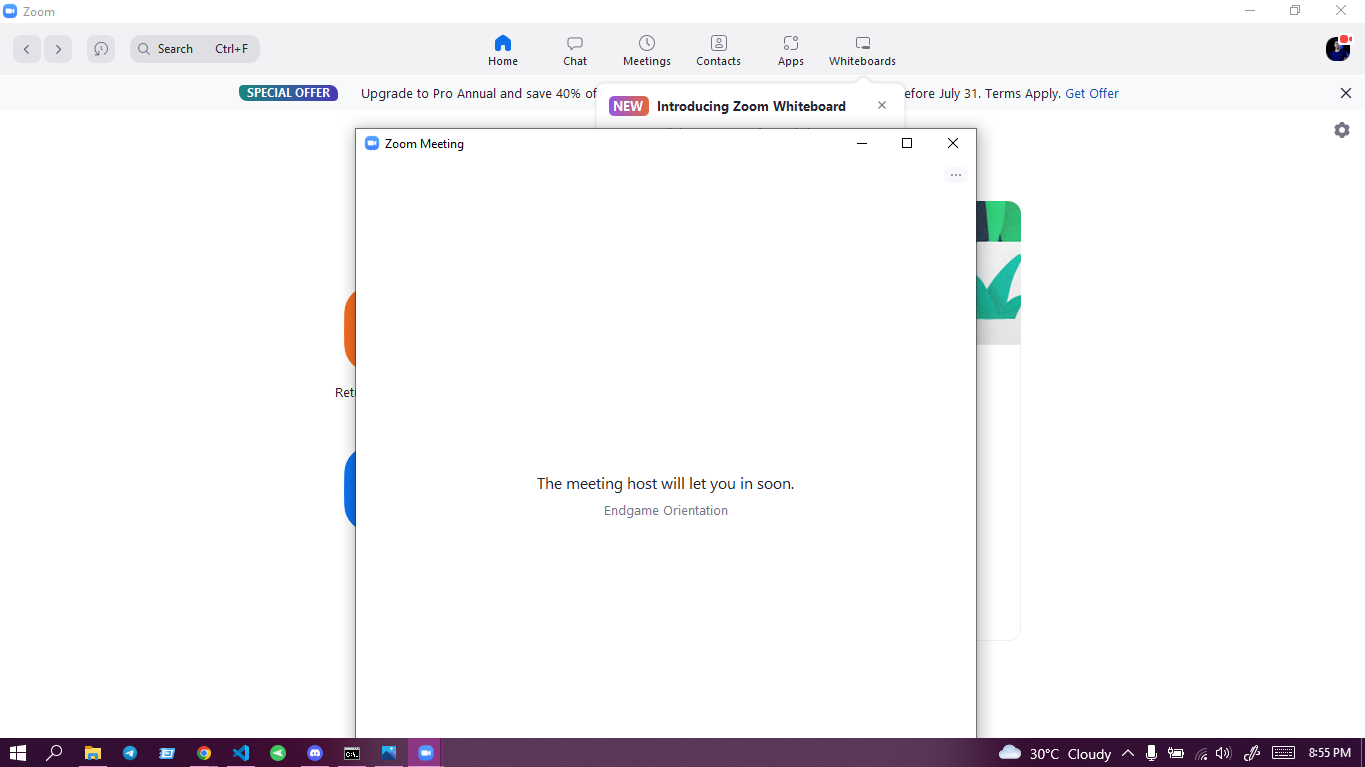 Zoom
Search Ctrl+F
Home
Chat
Meetings
Contacts
Apps
Whiteboards
SPECIAL OFFER Upgrade to Pro Annual and save 40% of
efore July 31. Terms Apply. Get Offer
NEW Introducing Zoom Whiteboard
Zoom Meeting
Retu
The meeting host will let you in soon.
Endgame Orientation
30°C Cloudy
8:55 PM